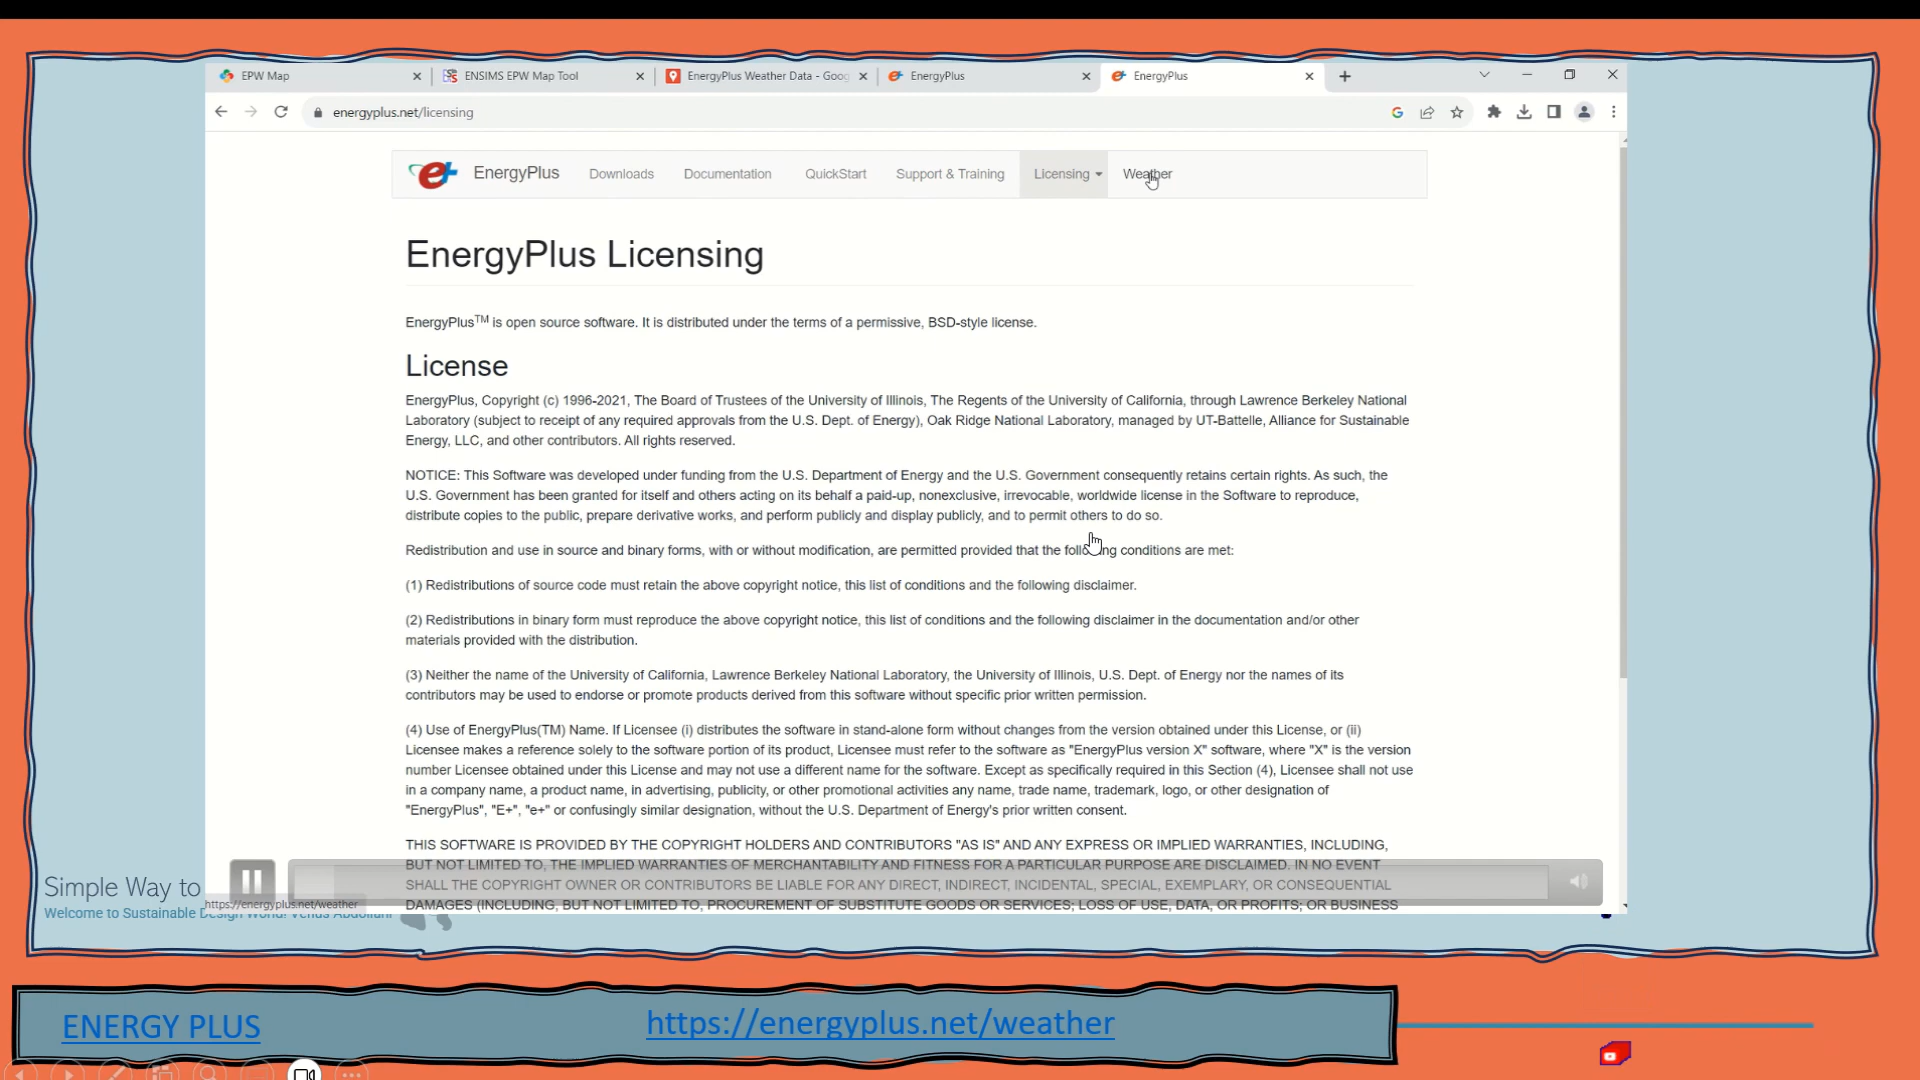 EPW Map
ENSIMS EPW Map Tool
EnergyPlus Weather Data - Goog
EnergyPlus
EnergyPlus
energyplus.net/licensing
EnergyPlus Downloads Documentation QuickStart Support & Training Licensing Weather
EnergyPlus Licensing
EnergyPlusTM is open source software. It is distributed under the terms of a permissive, BSD-style license.
License
EnergyPlus, Copyright (c) 1996-2021, The Board of Trustees of the University of Illinois, The Regents of the University of California, through Lawrence Berkeley National
Laboratory (subject to receipt of any required approvals from the U.S. Dept. of Energy), Oak Ridge National Laboratory, managed by UT-Battelle, Alliance for Sustainable
Energy, LLC, and other contributors. All rights reserved.
NOTICE: This Software was developed under funding from the U.S. Department of Energy and the U.S. Government consequently retains certain rights. As such, the
U.S. Government has been granted for itself and others acting on its behalf a paid-up, nonexclusive, irrevocable, worldwide license in the Software to reproduce,
distribute copies to the public, prepare derivative works, and perform publicly and display publicly, and to permit others to do so.
Redistribution and use in source and binary forms, with or without modification, are permitted provided that the following conditions are met:
(1) Redistributions of source code must retain the above copyright notice, this list of conditions and the following disclaimer.
(2) Redistributions in binary form must reproduce the above copyright notice, this list of conditions and the following disclaimer in the documentation and/or other
materials provided with the distribution.
(3) Neither the name of the University of California, Lawrence Berkeley National Laboratory, the University of Illinois, U.S. Dept. of Energy nor the names of its
contributors may be used to endorse or promote products derived from this software without specific prior written permission.
(4) Use of EnergyPlus(TM) Name. If Licensee (i) distributes the software in stand-alone form without changes from the version obtained under this License, or (ii)
Licensee makes a reference solely to the software portion of its product, Licensee must refer to the software as "EnergyPlus version X" software, where "X" is the version
number Licensee obtained under this License and may not use a different name for the software. Except as specifically required in this Section (4), Licensee shall not use
in a company name, a product name, in advertising, publicity, or other promotional activities any name, trade name, trademark, logo, or other designation of
"EnergyPlus", "E+", "e+" or confusingly similar designation, without the U.S. Department of Energy's prior written consent.
THIS SOFTWARE IS PROVIDED BY THE COPYRIGHT HOLDERS AND CONTRIBUTORS "AS IS" AND ANY EXPRESS OR IMPLIED WARRANTIES, INCLUDING,
BUT NOT LIMITED TO, THE IMPLIED WARRANTIES OF MERCHANTABILITY AND FITNESS FOR A PARTICULAR PURPOSE ARE DISCLAIMED. IN NO EVENT
SHALL THE COPYRIGHT OWNER OR CONTRIBUTORS BE LIABLE FOR ANY DIRECT, INDIRECT, INCIDENTAL, SPECIAL, EXEMPLARY, OR CONSEQUENTIAL
DAMAGES (INCLUDING, BUT NOT LIMITED TO, PROCUREMENT OF SUBSTITUTE GOODS OR SERVICES; LOSS OF USE, DATA, OR PROFITS; OR BUSINESS
Simple Way to
https://energyplus.net/weather
Welcome to Sustainable Design World! Venus Abdollahi
ENERGY PLUS
https://energyplus.net/weather